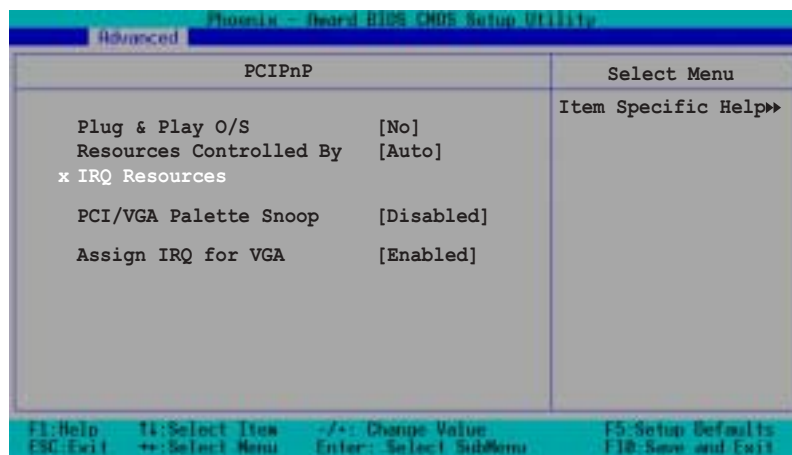 Phoenix - Award BIOS CMOS Setup Utility
Advanced
PCIPnP
Select Menu
Item Specific Help▸▸
Plug & Play O/S [No]
Resources Controlled By [Auto]
x IRQ Resources
PCI/VGA Palette Snoop [Disabled]
Assign IRQ for VGA [Enabled]
F1:Help ↑↓:Select Item -/+: Change Value F5:Setup Defaults
ESC:Exit ↔:Select Menu Enter: Select SubMenu F10:Save and Exit